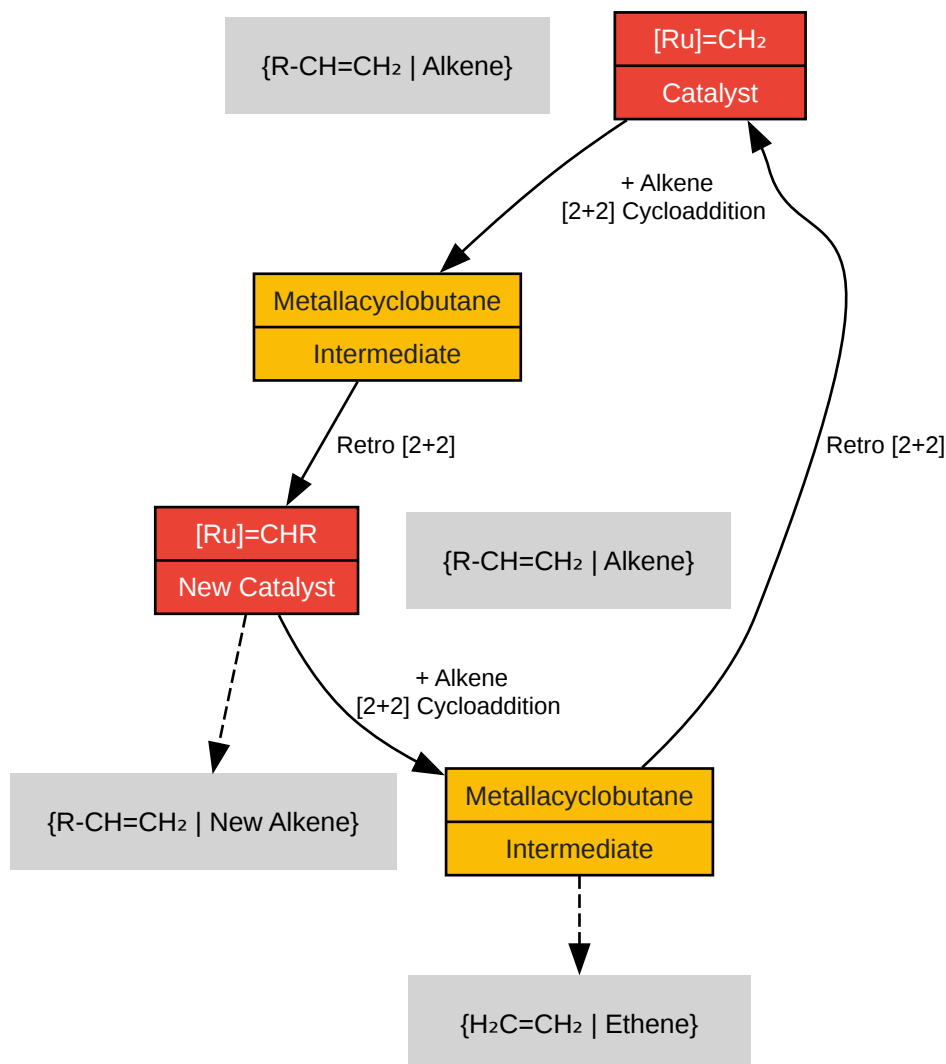 {R-CH=CH₂ | Alkene}
[Ru]=CH₂
Catalyst
+ Alkene
[2+2] Cycloaddition
Metallacyclobutane
Intermediate
Retro [2+2]
Retro [2+2]
[Ru]=CHR
New Catalyst
{R-CH=CH₂ | Alkene}
+ Alkene
[2+2] Cycloaddition
{R-CH=CH₂ | New Alkene}
Metallacyclobutane
Intermediate
{H₂C=CH₂ | Ethene}